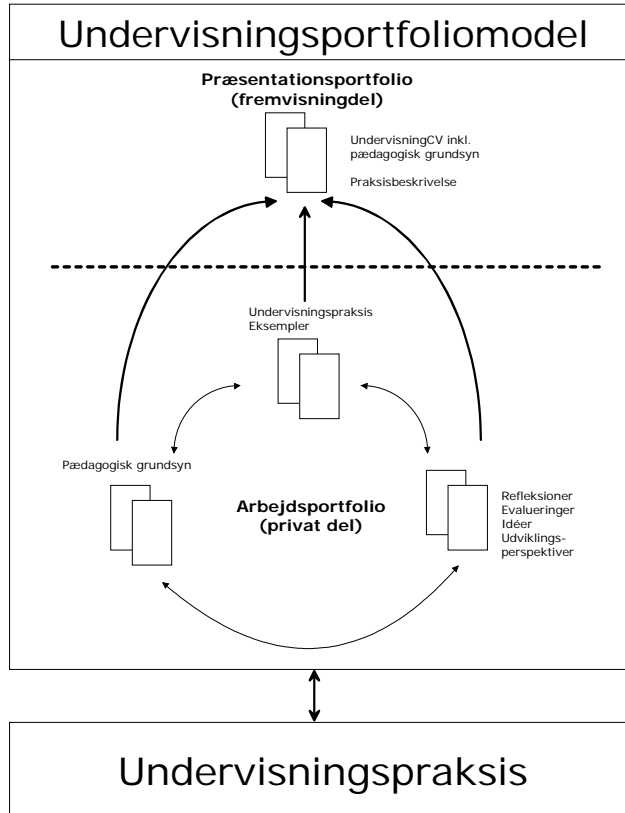 Undervisningsportfoliomodel
Præsentationsportfolio
(fremvisningdel)
UndervisningCV inkl.
pædagogisk grundsyn
Praksisbeskrivelse
Undervisningspraksis
Eksempler
Pædagogisk grundsyn
Arbejdsportfolio
(privat del)
Refleksioner
Evalueringer
Idéer
Udviklings-
perspektiver
Undervisningspraksis